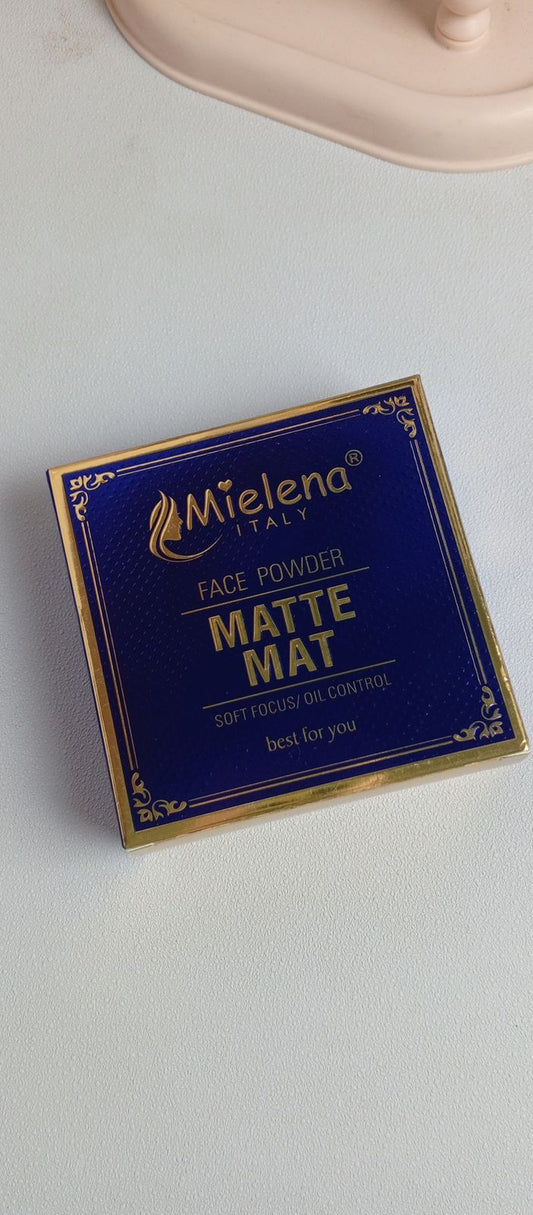 Mielena®
ITALY
FACE POWDER
MATTE
MAT
SOFT FOCUS/ OIL CONTROL
best for you